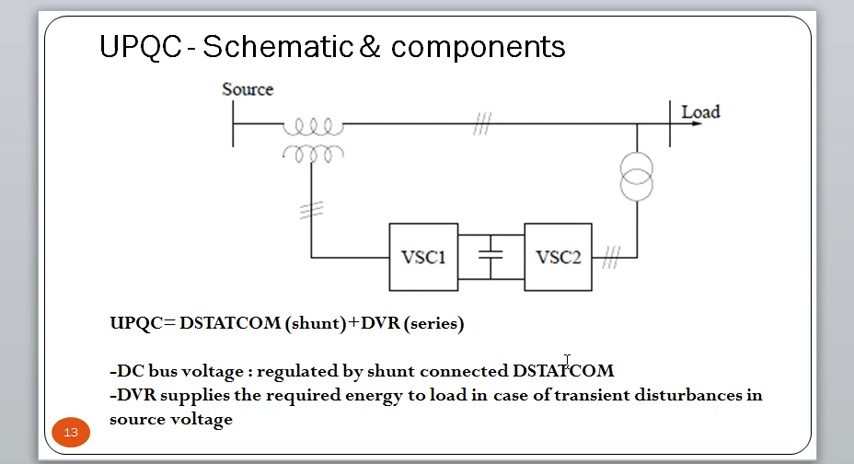 UPQC - Schematic & components
Source
Load
VSC1
VSC2
UPQC= DSTATCOM (shunt)+DVR (series)
-DC bus voltage : regulated by shunt connected DSTATCOM
-DVR supplies the required energy to load in case of transient disturbances in
source voltage
13